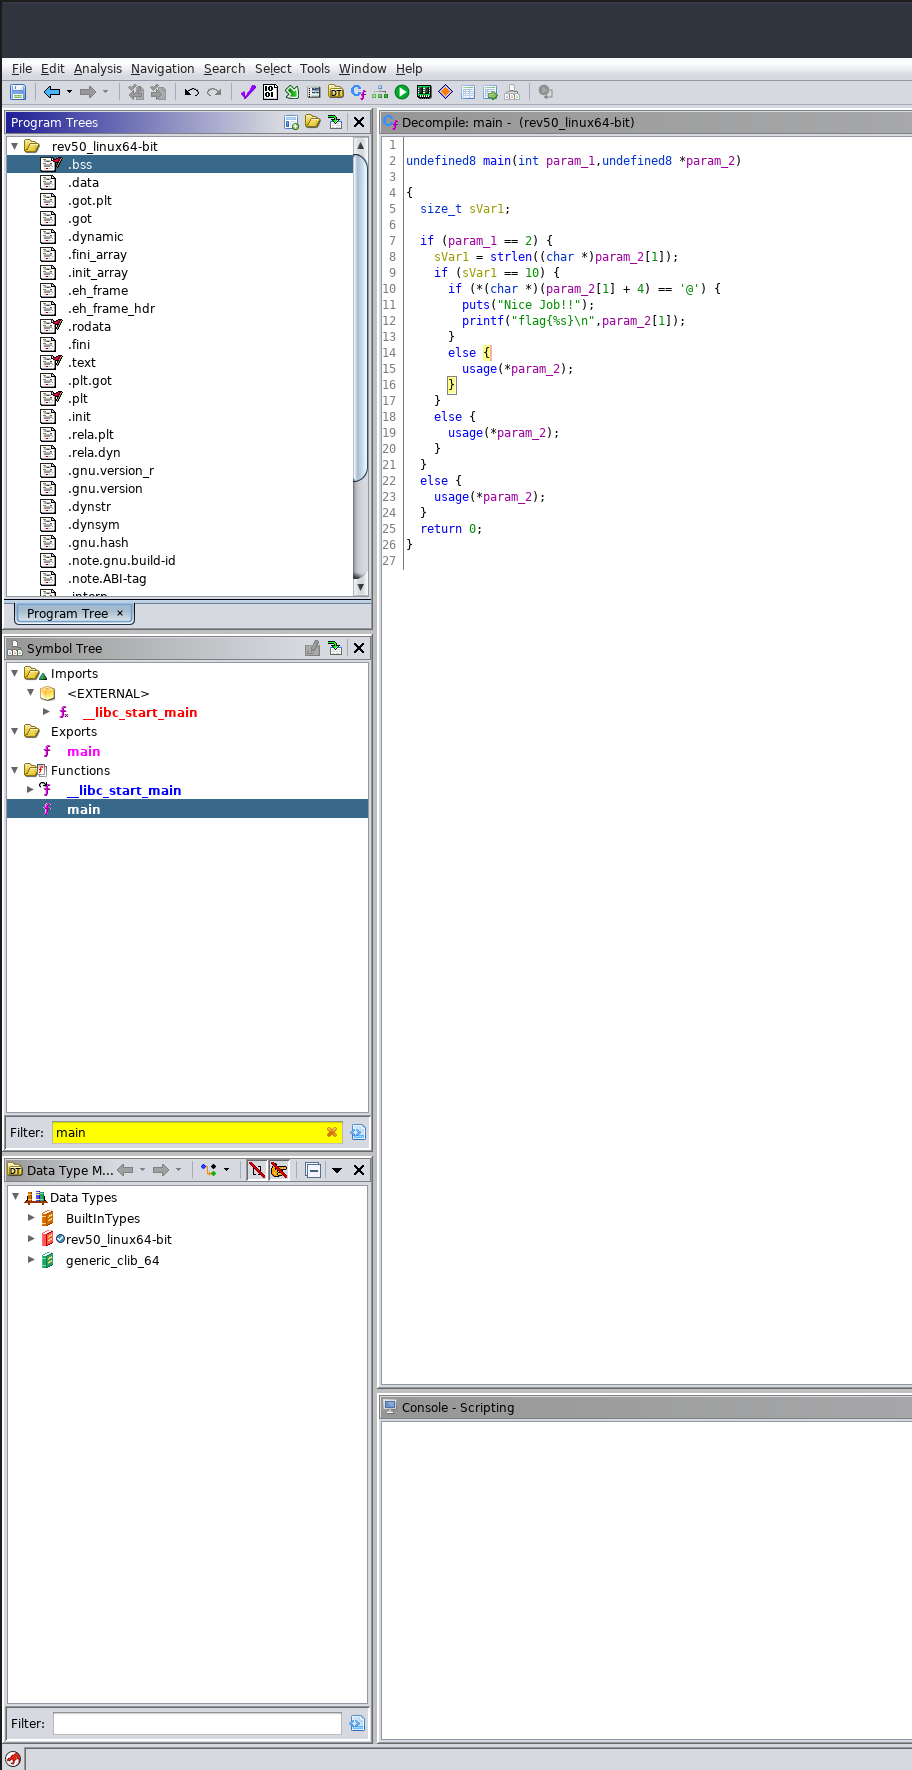 File Edit Analysis Navigation Search Select Tools Window Help
Program Trees
rev50_linux64-bit
.bss
.data
.got.plt
.got
.dynamic
.fini_array
.init_array
.eh_frame
.eh_frame_hdr
.rodata
.fini
.text
.plt.got
.plt
.init
.rela.plt
.rela.dyn
.gnu.version_r
.gnu.version
.dynstr
.dynsym
.gnu.hash
.note.gnu.build-id
.note.ABI-tag
Program Tree ×
Symbol Tree
Imports
<EXTERNAL>
__libc_start_main
Exports
main
Functions
__libc_start_main
main
Filter: main
Data Type M...
Data Types
BuiltInTypes
rev50_linux64-bit
generic_clib_64
Filter:
Decompile: main - (rev50_linux64-bit)
1
2 undefined8 main(int param_1,undefined8 *param_2)
3
4 {
5 size_t sVar1;
6
7 if (param_1 == 2) {
8 sVar1 = strlen((char *)param_2[1]);
9 if (sVar1 == 10) {
10 if (*(char *)(param_2[1] + 4) == '@') {
11 puts("Nice Job!!");
12 printf("flag{%s}\n",param_2[1]);
13 }
14 else {
15 usage(*param_2);
16 }
17 }
18 else {
19 usage(*param_2);
20 }
21 }
22 else {
23 usage(*param_2);
24 }
25 return 0;
26 }
27
Console - Scripting